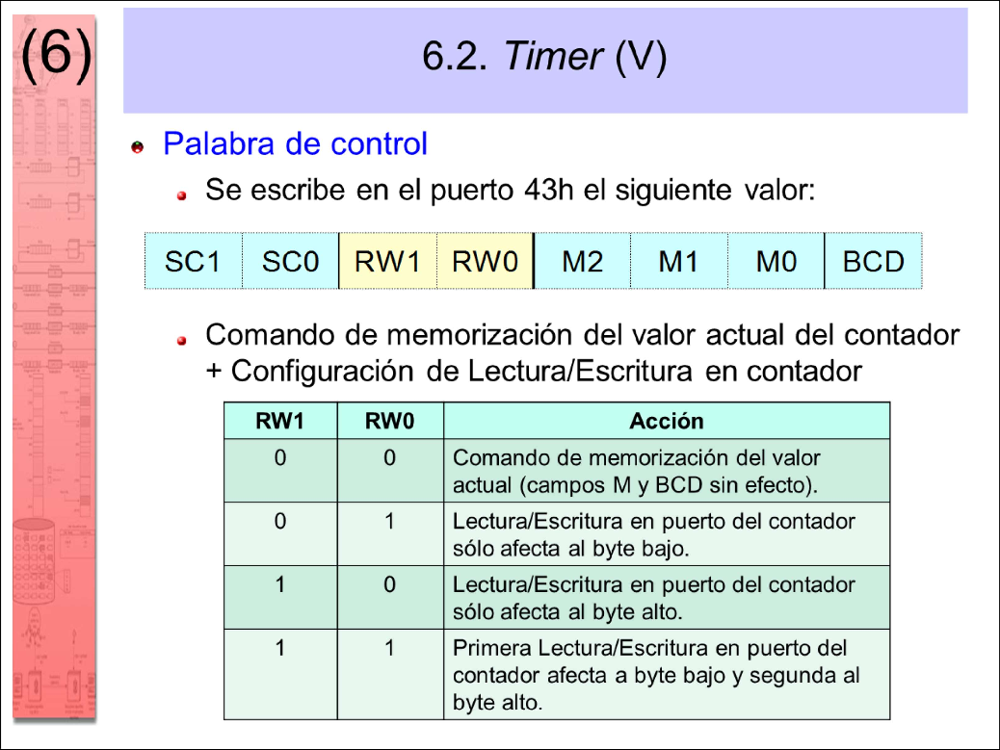 (6)
6.2. Timer (V)
Palabra de control
Se escribe en el puerto 43h el siguiente valor:
SC1 SC0 RW1 RW0 M2 M1 M0 BCD
Comando de memorización del valor actual del contador
+ Configuración de Lectura/Escritura en contador
RW1 RW0 Acción
0 0 Comando de memorización del valor
actual (campos M y BCD sin efecto).
0 1 Lectura/Escritura en puerto del contador
sólo afecta al byte bajo.
1 0 Lectura/Escritura en puerto del contador
sólo afecta al byte alto.
1 1 Primera Lectura/Escritura en puerto del
contador afecta a byte bajo y segunda al
byte alto.